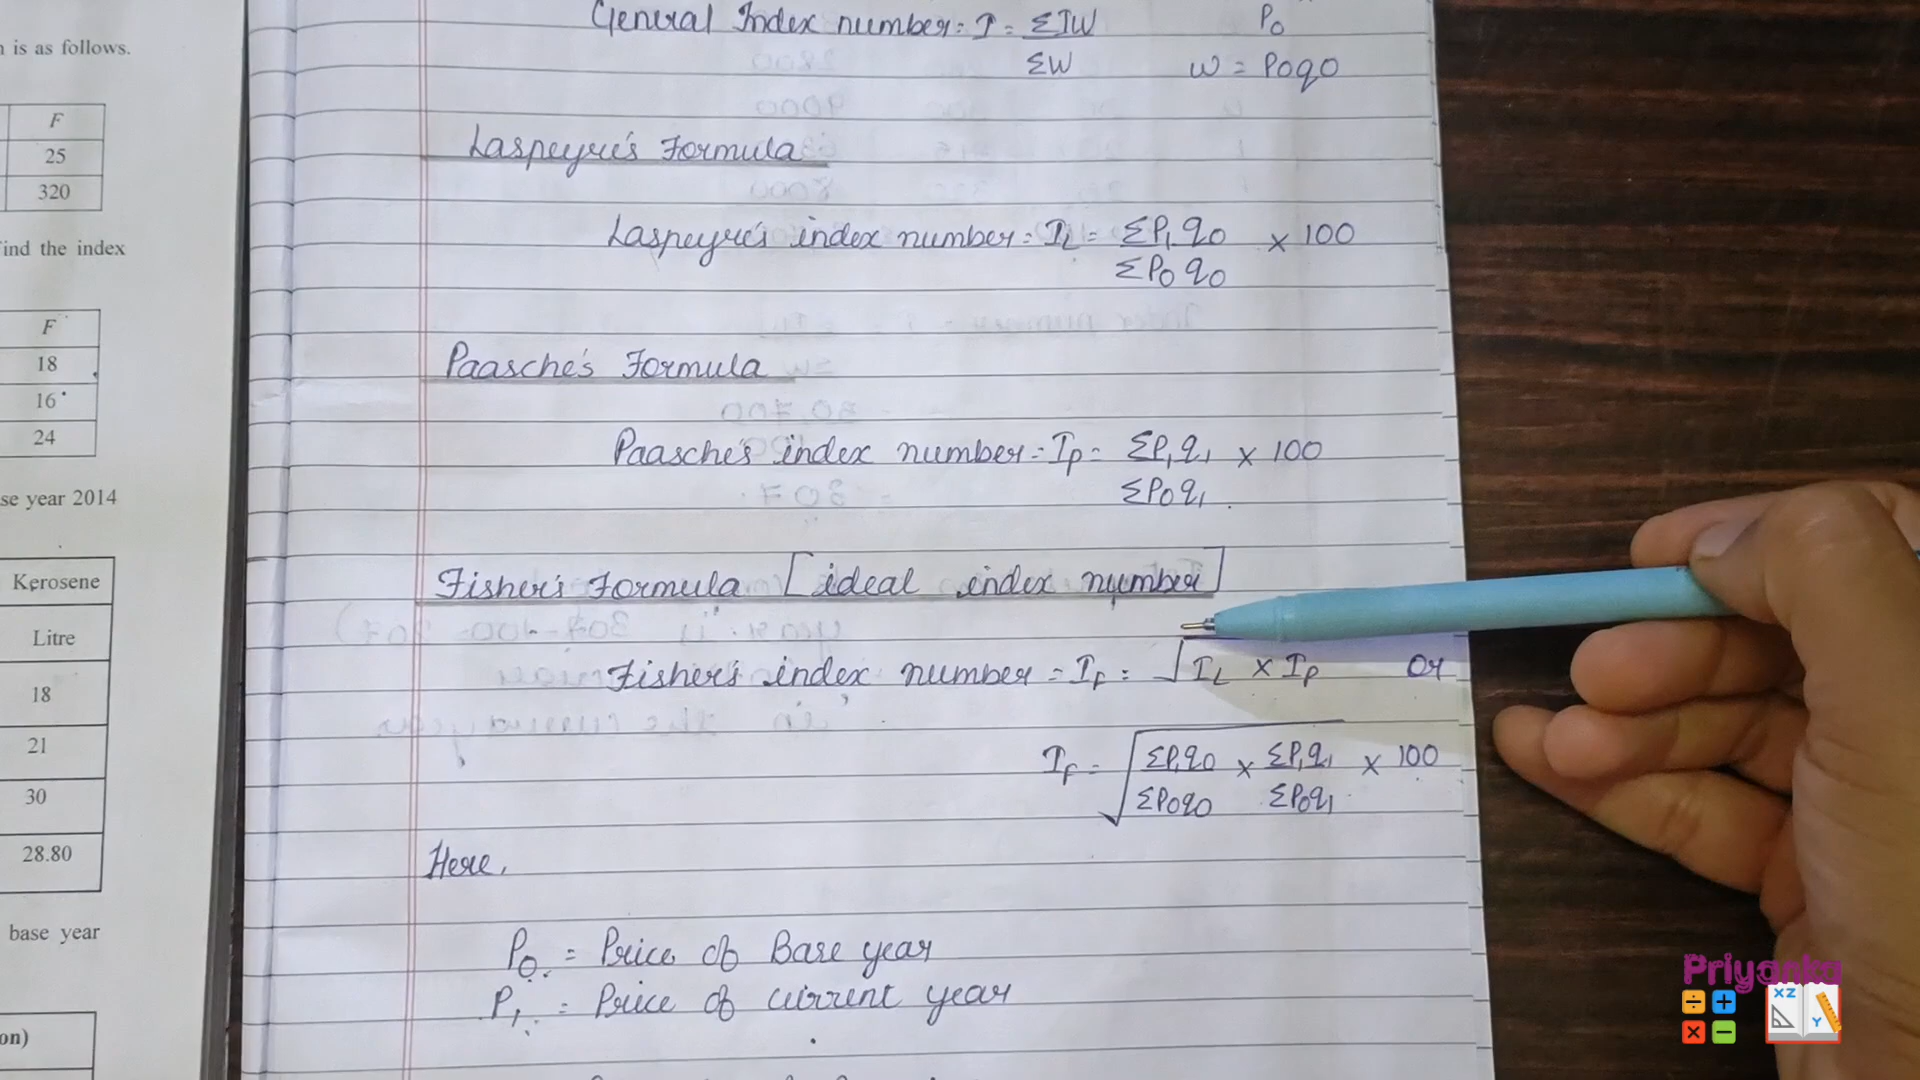 General Index number = I = ΣIW
ΣW
P0
w = P0q0
Laspeyre's Formula
Laspeyre's index number = IL = ΣP1q0 × 100
ΣP0q0
Paasche's Formula
Paasche's index number = Ip = ΣP1q1 × 100
ΣP0q1
Fisher's Formula [ideal index number]
Fisher's index number = IF = √IL × IP Or
IF = √ΣP1q0 × ΣP1q1 × 100
ΣP0q0 ΣP0q1
Here,
P0 = Price of Base year
P1 = Price of current year
is as follows.
F
25
320
ind the index
F
18
16
24
se year 2014
Kerosene
Litre
18
21
30
28.80
base year
on)
Priyanka
XZ
Y